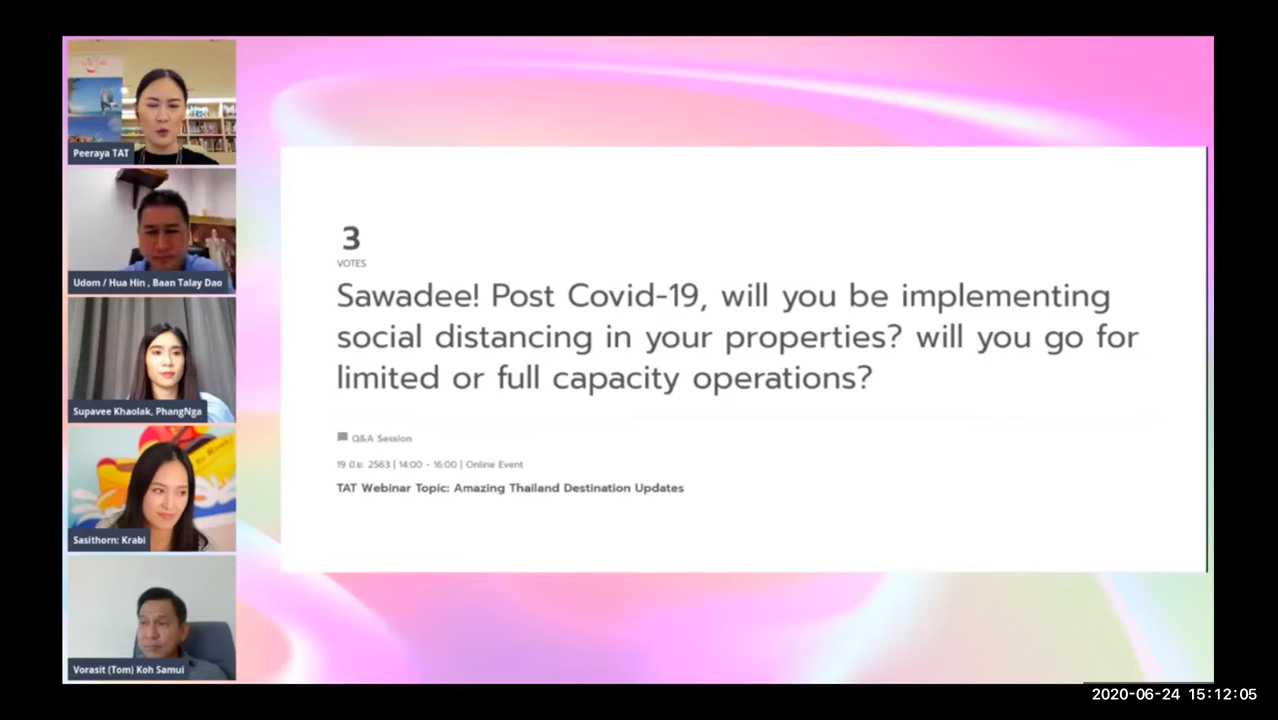 Peeraya TAT
Udom / Hua Hin , Baan Talay Dao
Supavee Khaolak, PhangNga
Sasithorn: Krabi
Vorasit (Tom) Koh Samui
3
VOTES
Sawadee! Post Covid-19, will you be implementing
social distancing in your properties? will you go for
limited or full capacity operations?
Q&A Session
19 มิ.ย. 2563 | 14:00 - 16:00 | Online Event
TAT Webinar Topic: Amazing Thailand Destination Updates
2020-06-24 15:12:05